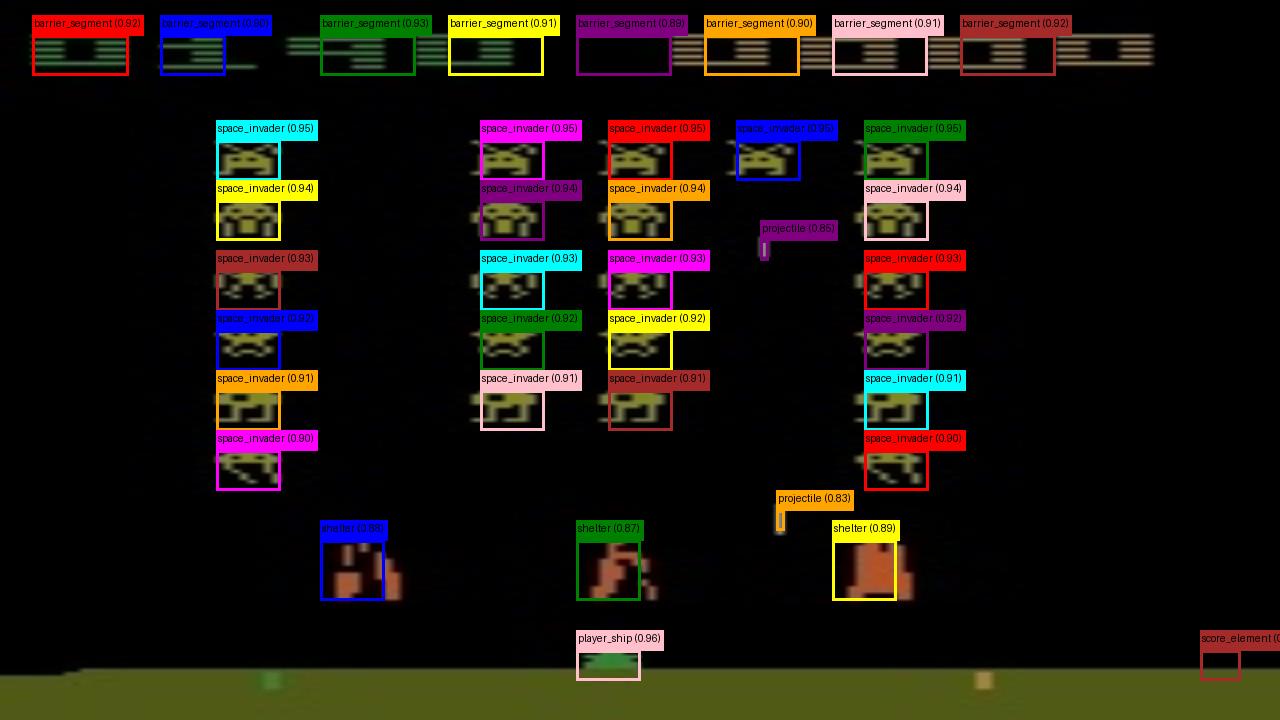 barrier_segment (0.92) barrier_segment (0.90) barrier_segment (0.93) barrier_segment (0.91) barrier_segment (0.89) barrier_segment (0.90) barrier_segment (0.91) barrier_segment (0.92)
space_invader (0.95) space_invader (0.95) space_invader (0.95) space_invader (0.95) space_invader (0.95)
space_invader (0.94) space_invader (0.94) space_invader (0.94) space_invader (0.94)
projectile (0.85)
space_invader (0.93) space_invader (0.93) space_invader (0.93) space_invader (0.93)
space_invader (0.92) space_invader (0.92) space_invader (0.92) space_invader (0.92)
space_invader (0.91) space_invader (0.91) space_invader (0.91) space_invader (0.91)
space_invader (0.90) space_invader (0.90)
projectile (0.83)
shelter (0.88) shelter (0.87) shelter (0.89)
player_ship (0.96) score_element